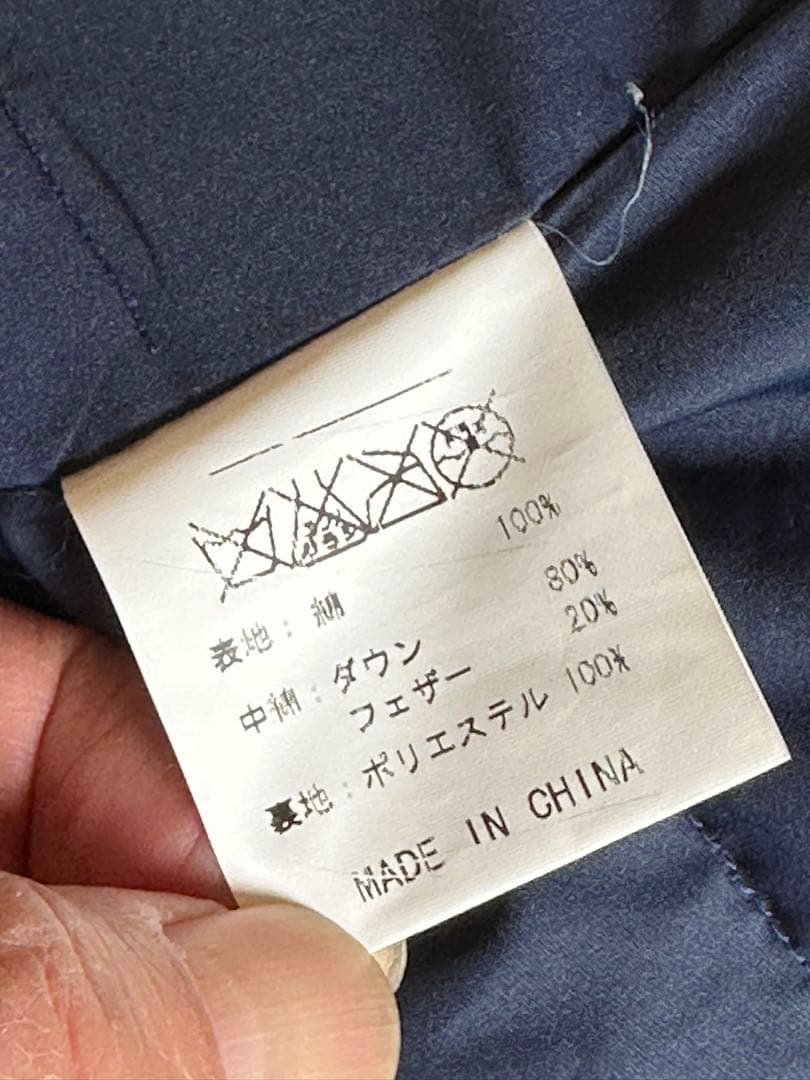 表地：綿 100%
中綿：ダウン 80%
フェザー 20%
裏地：ポリエステル 100%
MADE IN CHINA